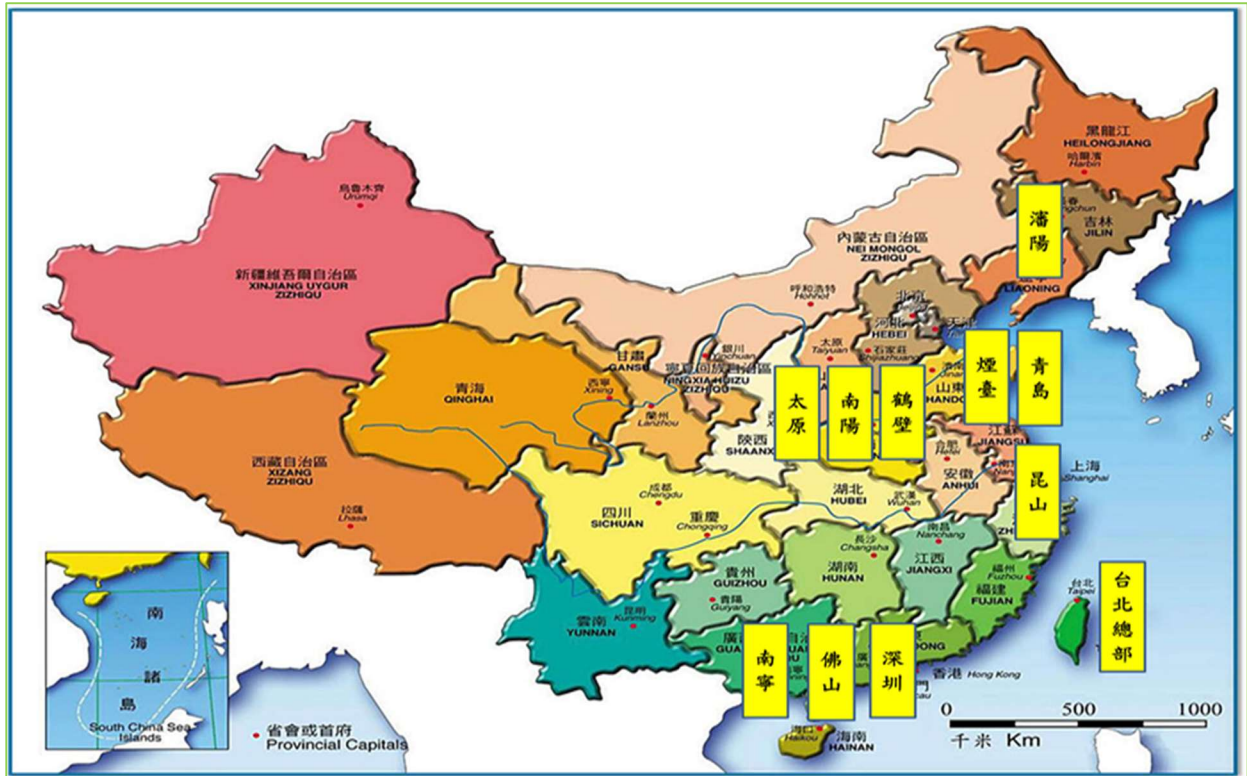 黑龍江
HEILONGJIANG
哈爾濱
Harbin
烏魯木齊
Urumqi
吉林
JILIN
瀋陽
內蒙古自治區
NEI MONGOL
ZIZHIQU
新疆維吾爾自治區
XINJIANG UYGUR
ZIZHIQU
LIAONING
呼和浩特
Hohhot
北京
河北
HEBEI
太原
Taiyuan
石家莊
Shijiazhuang
銀川
Yinchuan
甘肅
GANSU
寧夏回族自治區
NINGXIA HUIZU
ZIZHIQU
濟南
Jinan
山東
煙臺
青島
太原
南陽
鶴壁
青海
QINGHAI
西寧
Xining
蘭州
Lanzhou
陝西
SHAANX
江蘇
JIANGSU
合肥
Hefei
安徽
ANHUI
昆山
上海
Shanghai
西藏自治區
XIZANG
ZIZHIQU
拉薩
Lhasa
成都
Chengdu
四川
SICHUAN
重慶
Chongqing
湖北
HUBEI
武漢
Wuhan
長沙
Changsha
湖南
HUNAN
南昌
Nanchang
江西
JIANGXI
貴州
GUIZHOU
貴陽
Guiyang
福州
Fuzhou
福建
FUJIAN
台北
Taipei
台北總部
雲南
YUNNAN
昆明
Kunming
南寧
佛山
深圳
DONG
香港 Hong Kong
海口
Haikou
海南
HAINAN
南
海
諸
島
South China Sea
Islands
省會或首府
Provincial Capitals
0 500 1000
千米 Km